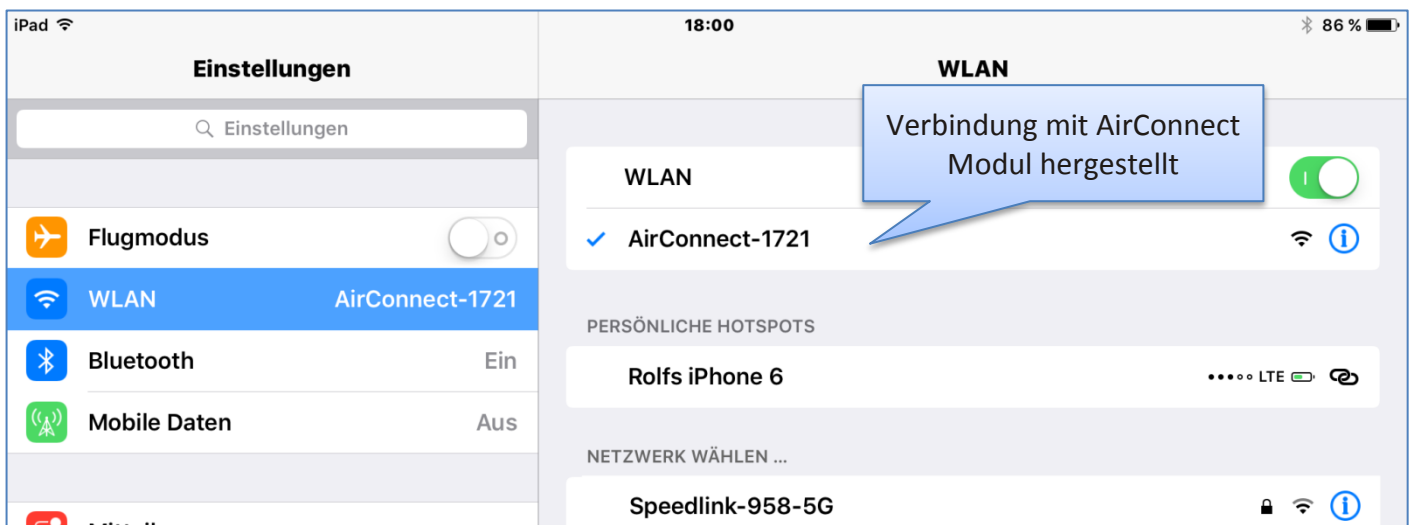 iPad 18:00 86 %
Einstellungen WLAN
Einstellungen
Verbindung mit AirConnect
Modul hergestellt
WLAN
Flugmodus
AirConnect-1721
WLAN AirConnect-1721
PERSÖNLICHE HOTSPOTS
Bluetooth Ein
Rolfs iPhone 6 LTE
Mobile Daten Aus
NETZWERK WÄHLEN ...
Speedlink-958-5G